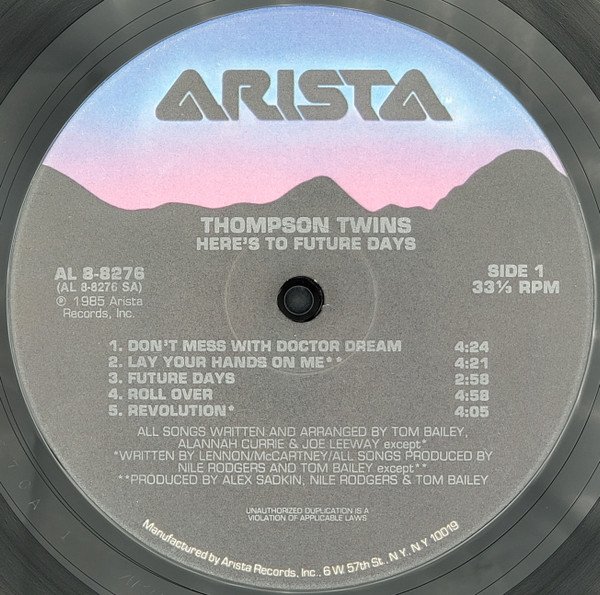 ARISTA
THOMPSON TWINS
HERE'S TO FUTURE DAYS
AL 8-8276
(AL 8-8276 SA)
℗ 1985 Arista
Records, Inc.
SIDE 1
33⅓ RPM
1. DON'T MESS WITH DOCTOR DREAM 4:24
2. LAY YOUR HANDS ON ME** 4:21
3. FUTURE DAYS 2:58
4. ROLL OVER 4:58
5. REVOLUTION* 4:05
ALL SONGS WRITTEN AND ARRANGED BY TOM BAILEY,
ALANNAH CURRIE & JOE LEEWAY except*
*WRITTEN BY LENNON/McCARTNEY/ALL SONGS PRODUCED BY
NILE RODGERS AND TOM BAILEY except**
**PRODUCED BY ALEX SADKIN, NILE RODGERS & TOM BAILEY
UNAUTHORIZED DUPLICATION IS A
VIOLATION OF APPLICABLE LAWS
Manufactured by Arista Records, Inc., 6 W 57th St., N.Y., N.Y. 10019